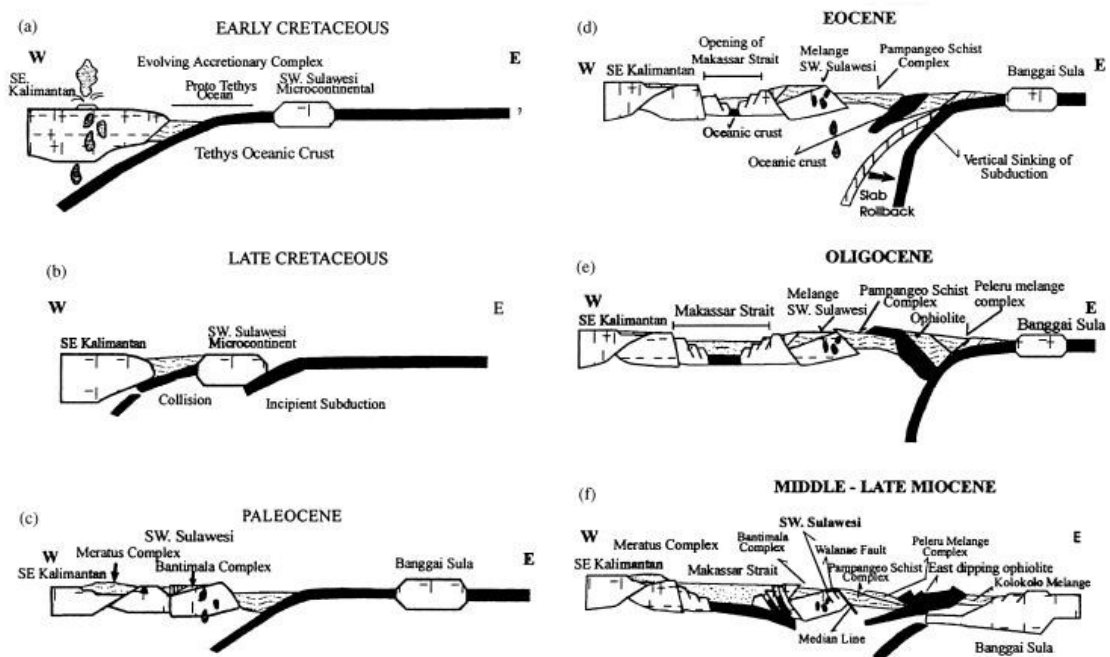 (a)
EARLY CRETACEOUS
W
E
SE.
Kalimantan
Evolving Accretionary Complex
Proto Tethys
Ocean
SW. Sulawesi
Microcontinental
?
Tethys Oceanic Crust
(b)
LATE CRETACEOUS
W
E
SE Kalimantan
SW. Sulawesi
Microcontinent
Collision
Incipient Subduction
(c)
PALEOCENE
W
E
SW. Sulawesi
Meratus Complex
SE Kalimantan
Bantimala Complex
Banggai Sula
(d)
EOCENE
W
E
Opening of
Makassar Strait
Melange
SW. Sulawesi
Pampangeo Schist
Complex
SE Kalimantan
Banggai Sula
Oceanic crust
Oceanic crust
Vertical Sinking of
Subduction
Slab
Rollback
(e)
OLIGOCENE
W
E
SE Kalimantan
Makassar Strait
Melange
SW. Sulawesi
Pampangeo Schist
Complex
Ophiolite
Peleru melange
complex
Banggai Sula
(f)
MIDDLE - LATE MIOCENE
W
E
SW. Sulawesi
Meratus Complex
SE Kalimantan
Makassar Strait
Bantimala
Complex
Walanae Fault
Pampangeo Schist
Complex
Peleru Melange
Complex
East dipping ophiolite
Kolokolo Melange
Median Line
Banggai Sula